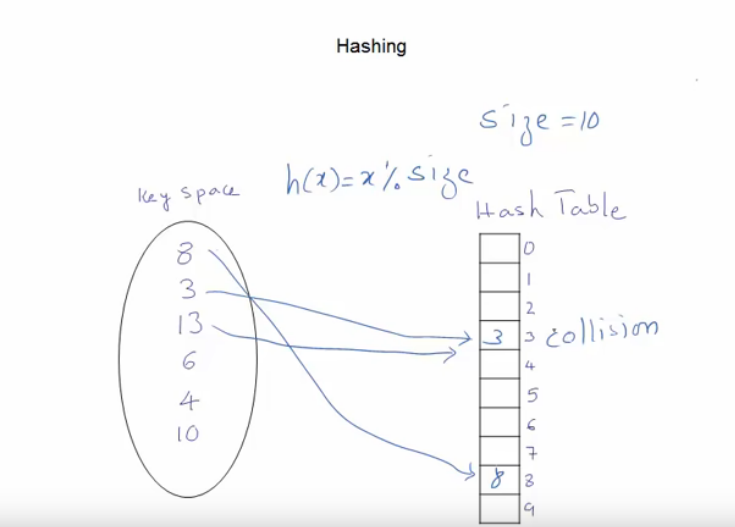 Hashing
size = 10
h(x) = x % size
Key space
Hash Table
8
3
13
6
4
10
0
1
2
3 3 collision
4
5
6
7
8 8
9